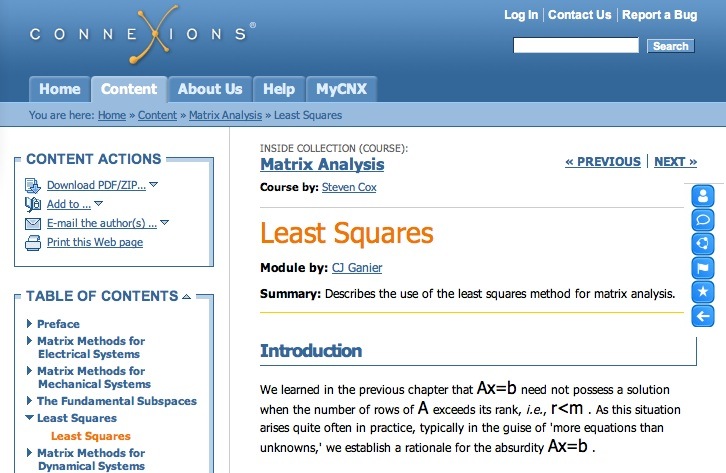 CONNEXIONS®
Log In | Contact Us | Report a Bug
Search
Home Content About Us Help MyCNX
You are here: Home » Content » Matrix Analysis » Least Squares
CONTENT ACTIONS
Download PDF/ZIP...
Add to ...
E-mail the author(s) ...
Print this Web page
TABLE OF CONTENTS
Preface
Matrix Methods for
Electrical Systems
Matrix Methods for
Mechanical Systems
The Fundamental Subspaces
Least Squares
Least Squares
Matrix Methods for
Dynamical Systems
INSIDE COLLECTION (COURSE):
Matrix Analysis
Course by: Steven Cox
« PREVIOUS | NEXT »
Least Squares
Module by: CJ Ganier
Summary: Describes the use of the least squares method for matrix analysis.
Introduction
We learned in the previous chapter that Ax=b need not possess a solution
when the number of rows of A exceeds its rank, i.e., r<m . As this situation
arises quite often in practice, typically in the guise of 'more equations than
unknowns,' we establish a rationale for the absurdity Ax=b .